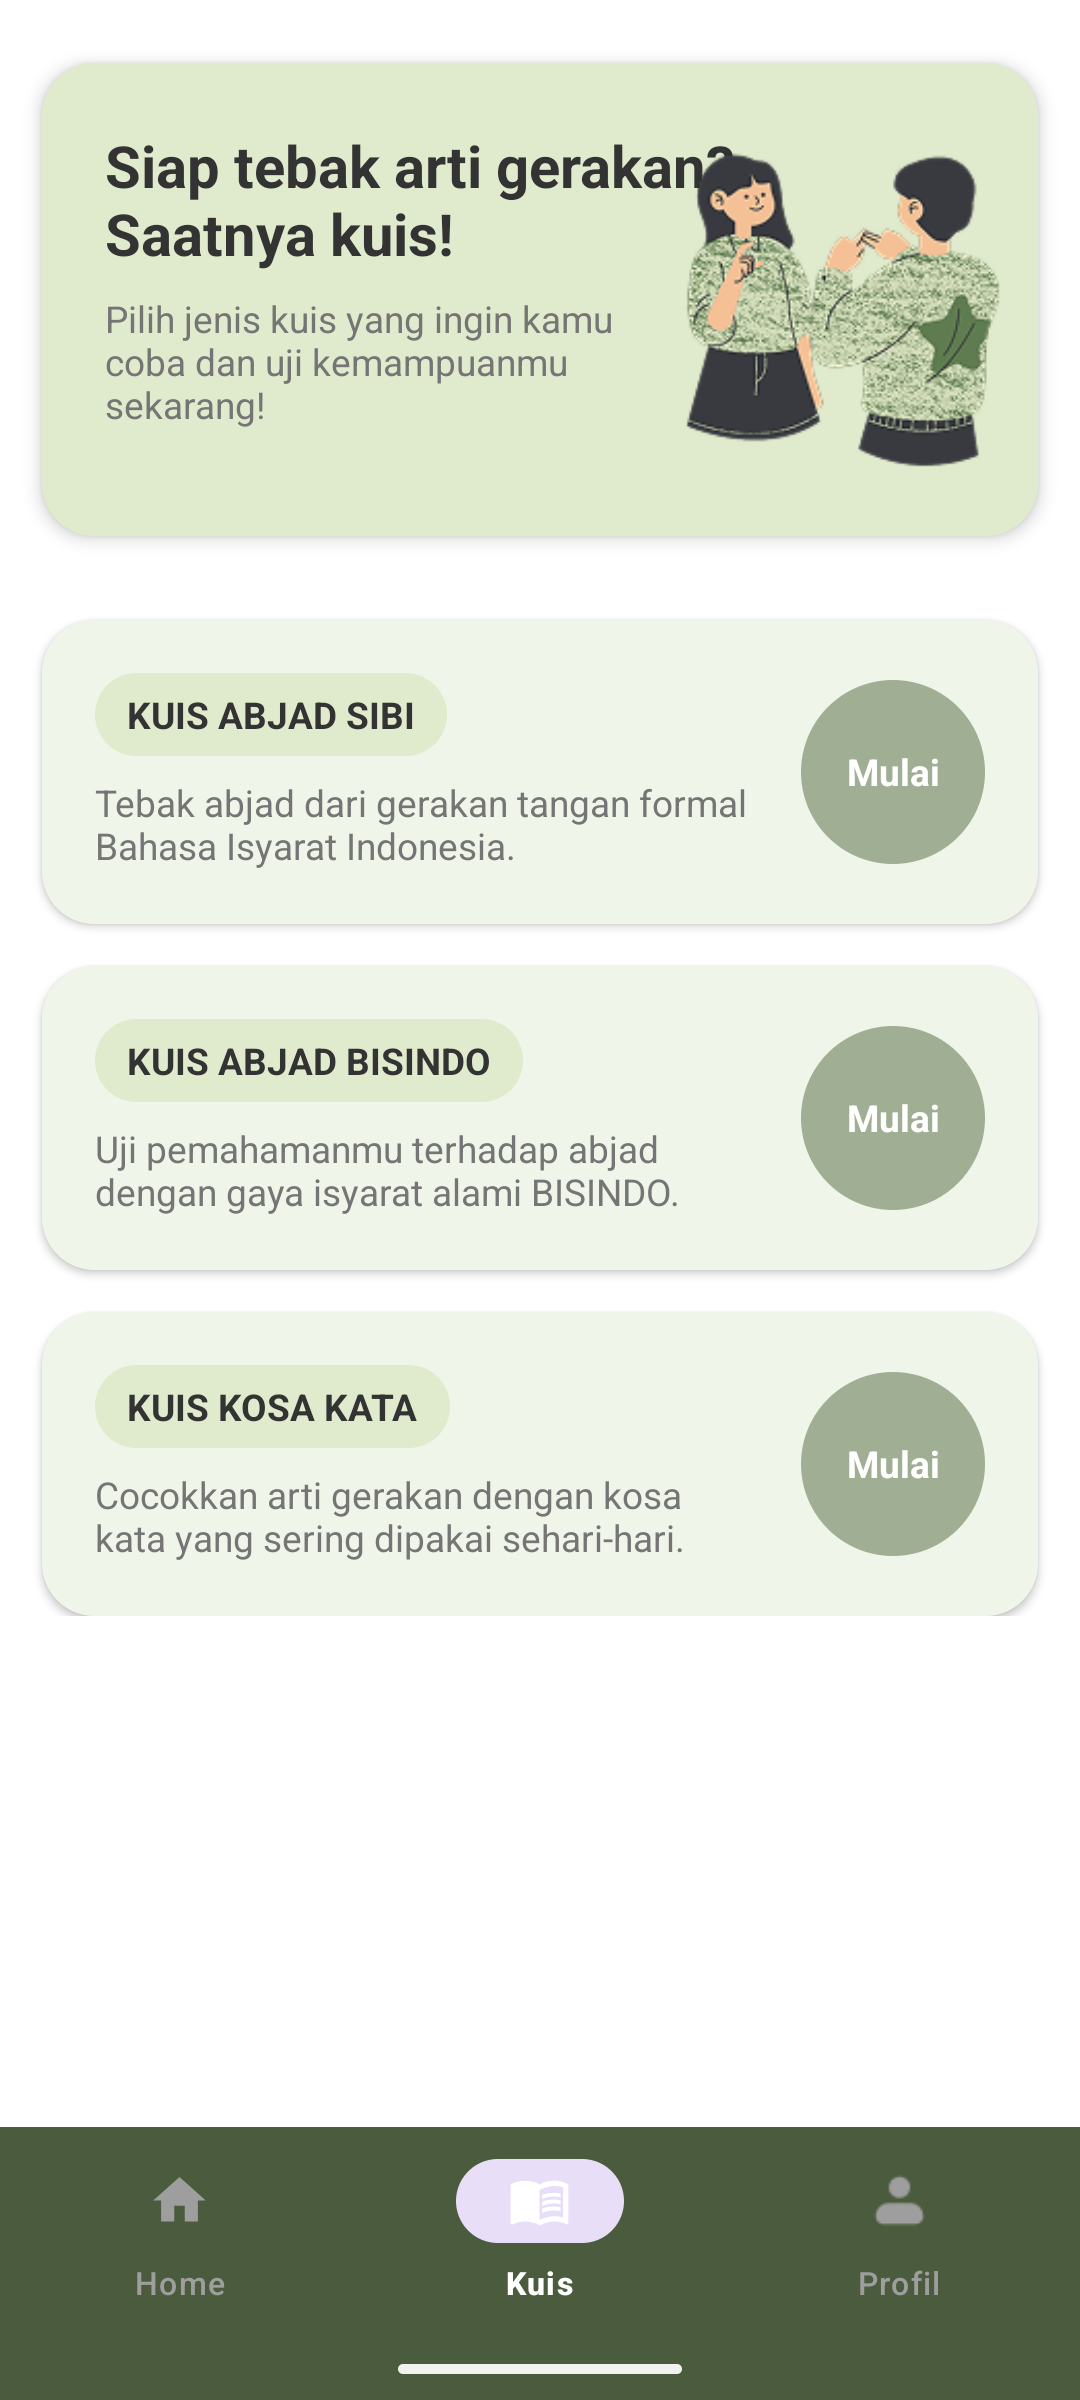 Siap tebak arti gerakan?
Saatnya kuis!
Pilih jenis kuis yang ingin kamu
coba dan uji kemampuanmu
sekarang!
KUIS ABJAD SIBI
Tebak abjad dari gerakan tangan formal
Bahasa Isyarat Indonesia.
Mulai
KUIS ABJAD BISINDO
Uji pemahamanmu terhadap abjad
dengan gaya isyarat alami BISINDO.
Mulai
KUIS KOSA KATA
Cocokkan arti gerakan dengan kosa
kata yang sering dipakai sehari-hari.
Mulai
Home
Kuis
Profil